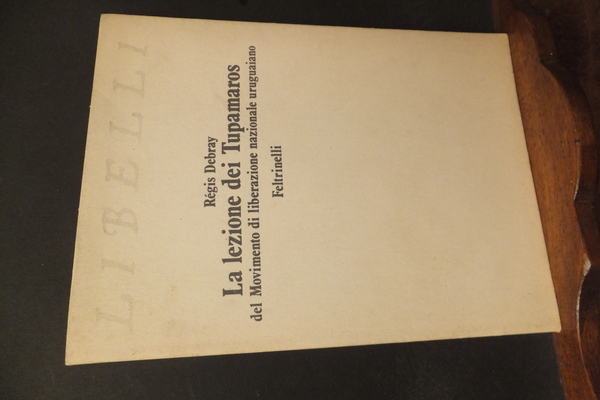 LIBELLI
Régis Debray
La lezione dei Tupamaros
del Movimento di liberazione nazionale uruguaiano
Feltrinelli